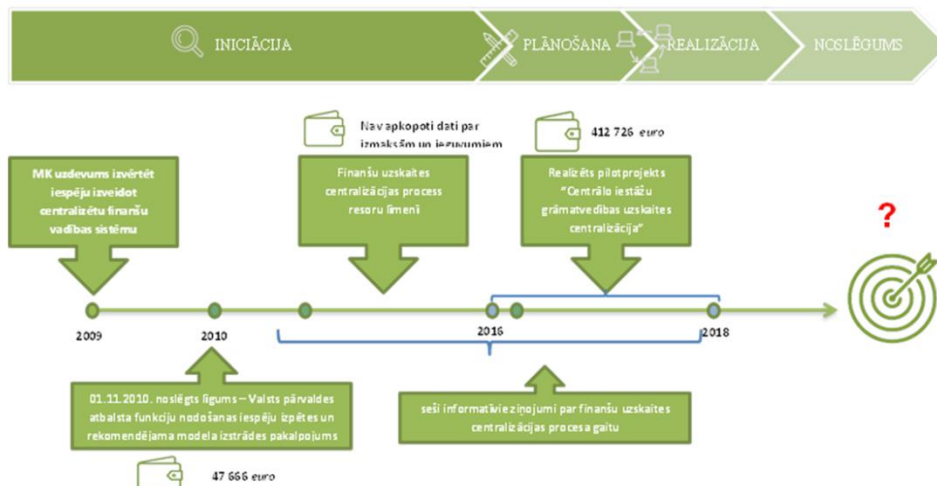 INICIĀCIJA
PLĀNOŠANA
REALIZĀCIJA
NOSLĒGUMS
Nav apkopoti dati par
izmaksām un ieguvumiem
412 726 euro
MK uzdevums izvērtēt
iespēju izveidot
centralizētu finanšu
vadības sistēmu
Finanšu uzskaites
centralizācijas process
resoru līmenī
Realizēts pilotprojekts
"Centrālo iestāžu
grāmatvedības uzskaites
centralizācija"
?
2009
2010
2016
2018
01.11.2010. noslēgts līgums – Valsts pārvaldes
atbalsta funkciju nodošanas iespēju izpētes un
rekomendējama modeļa izstrādes pakalpojums
seši informatīvie ziņojumi par finanšu uzskaites
centralizācijas procesa gaitu
47 666 euro